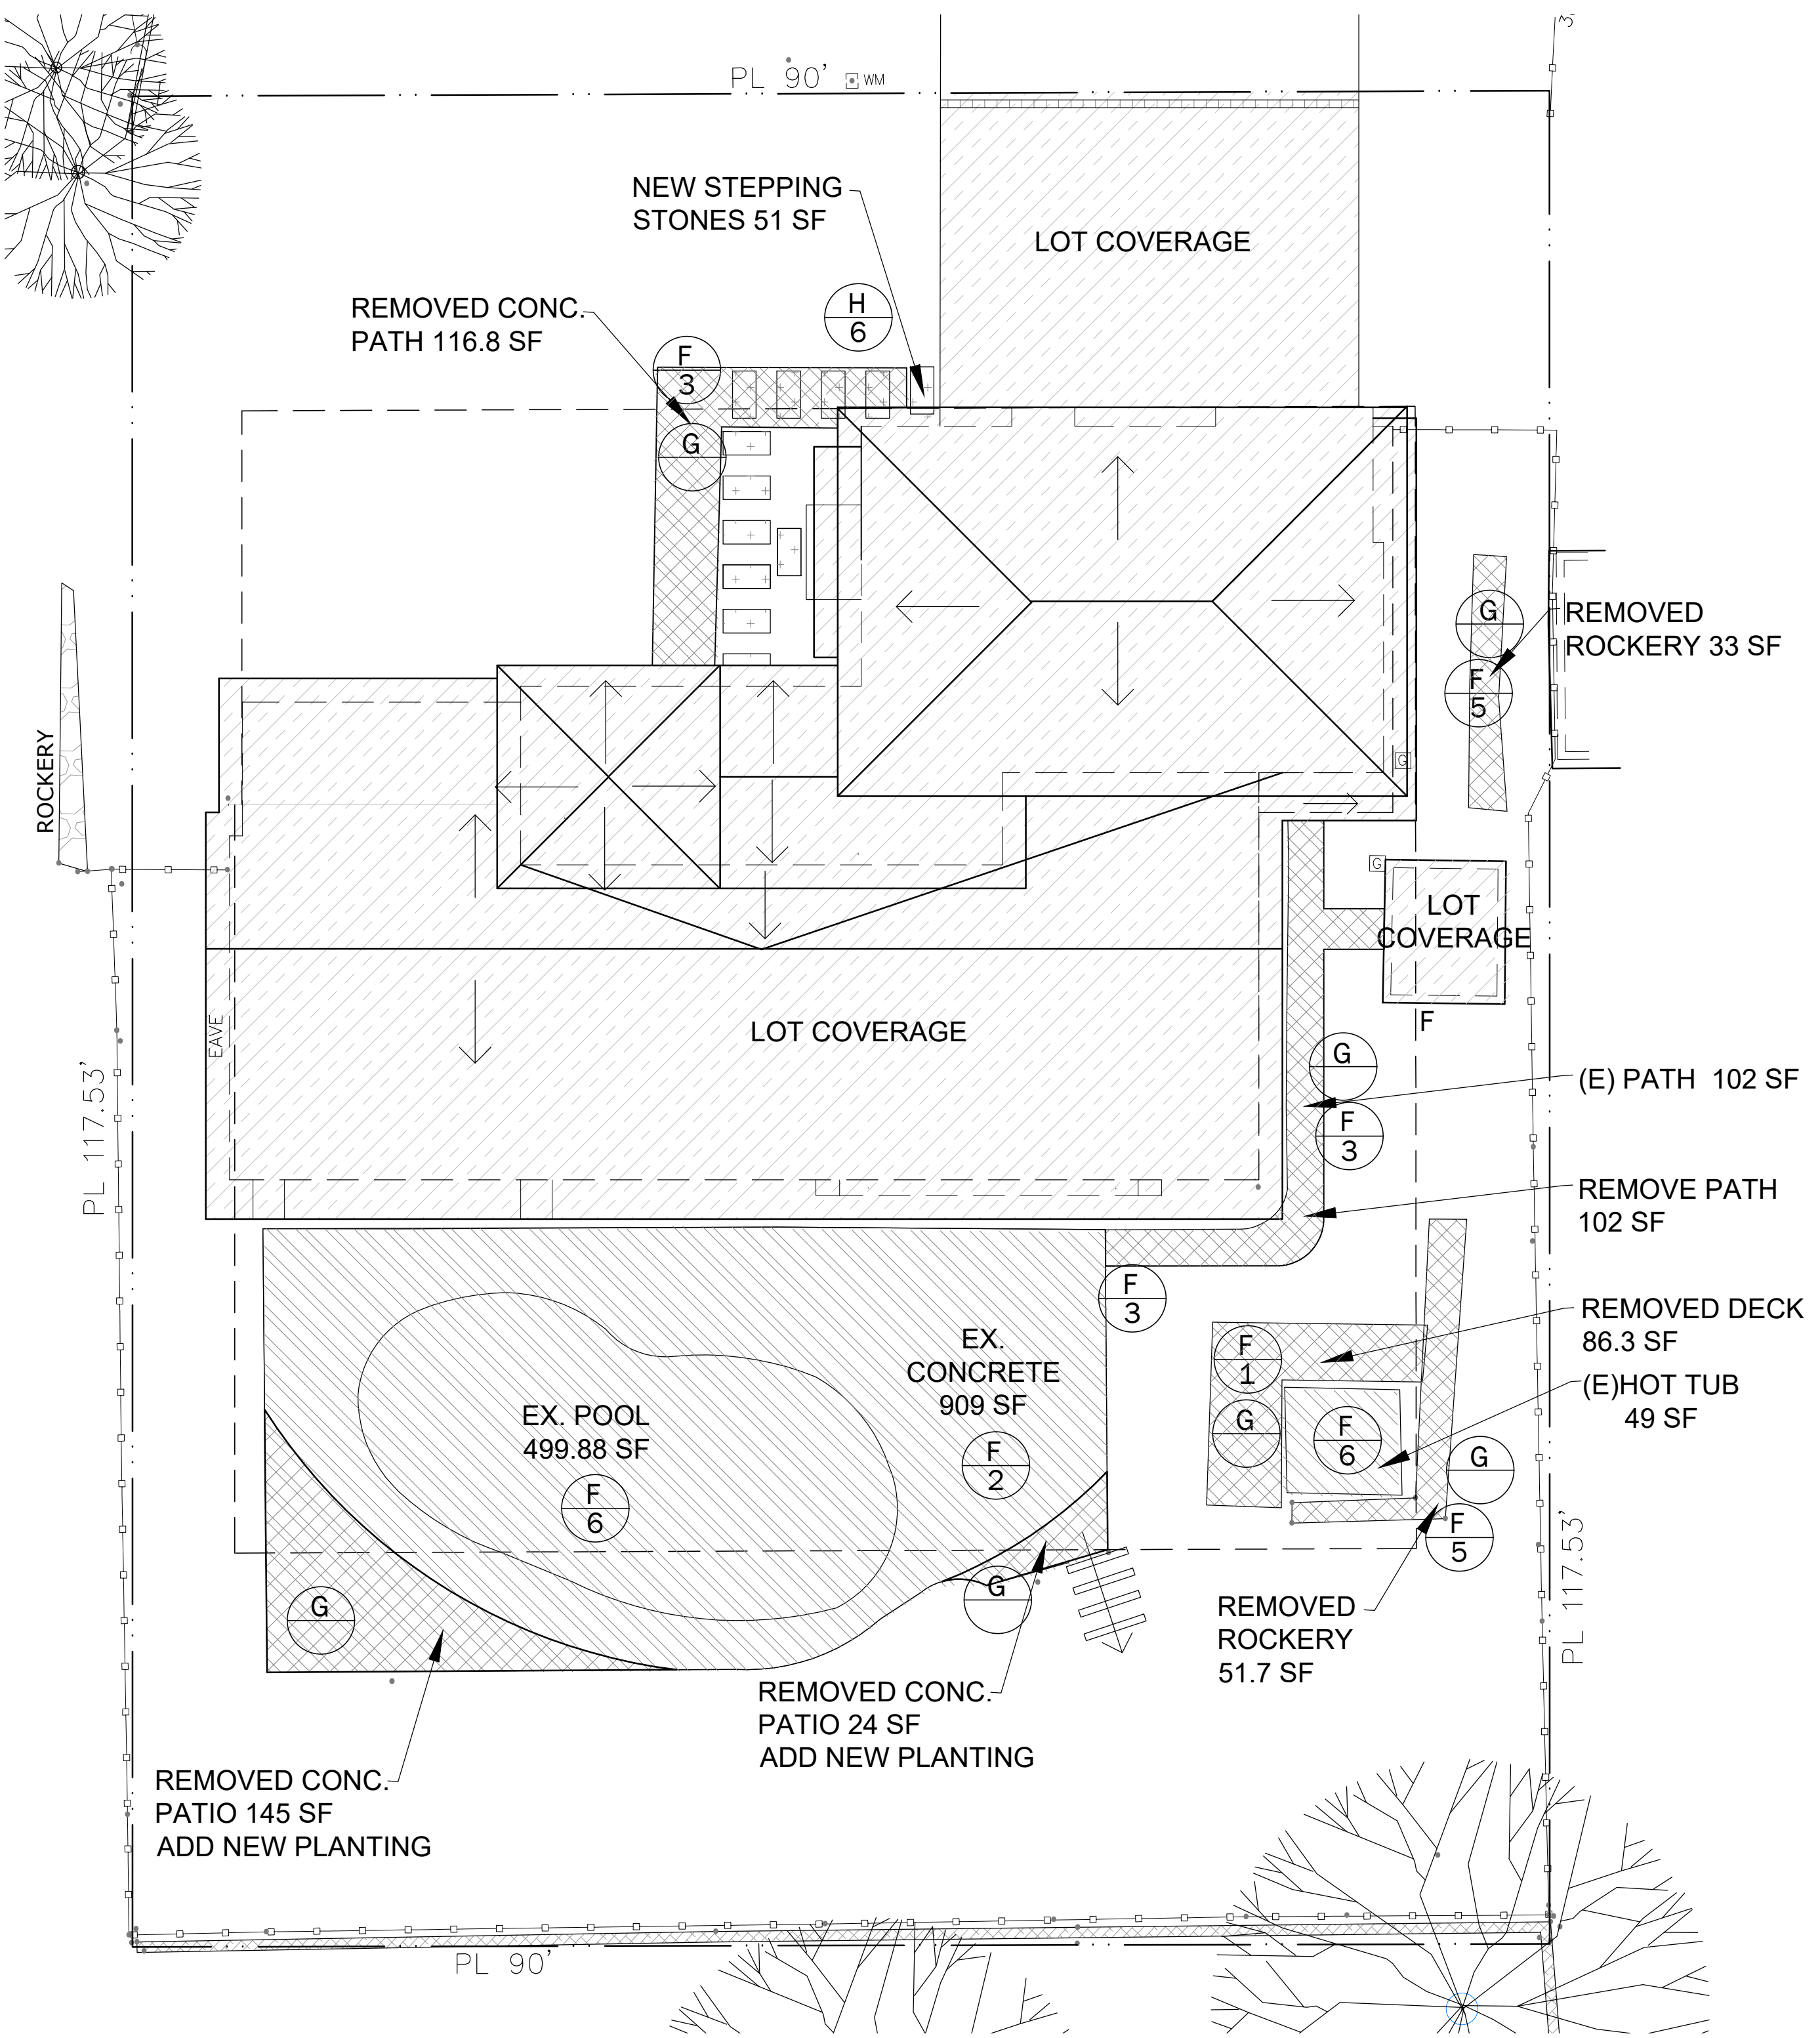 PL 90'
WM
NEW STEPPING
STONES 51 SF
LOT COVERAGE
REMOVED CONC.
PATH 116.8 SF
H
6
F
3
G
G
REMOVED
ROCKERY 33 SF
F
5
ROCKERY
G
G
LOT
COVERAGE
F
EAVE
LOT COVERAGE
G
(E) PATH 102 SF
F
3
PL 117.53'
REMOVE PATH
102 SF
F
3
REMOVED DECK
86.3 SF
EX.
CONCRETE
909 SF
F
1
(E)HOT TUB
49 SF
EX. POOL
499.88 SF
G
F
6
F
2
G
F
6
F
5
PL 117.53'
G
G
REMOVED
ROCKERY
51.7 SF
REMOVED CONC.
PATIO 24 SF
ADD NEW PLANTING
REMOVED CONC.
PATIO 145 SF
ADD NEW PLANTING
PL 90'